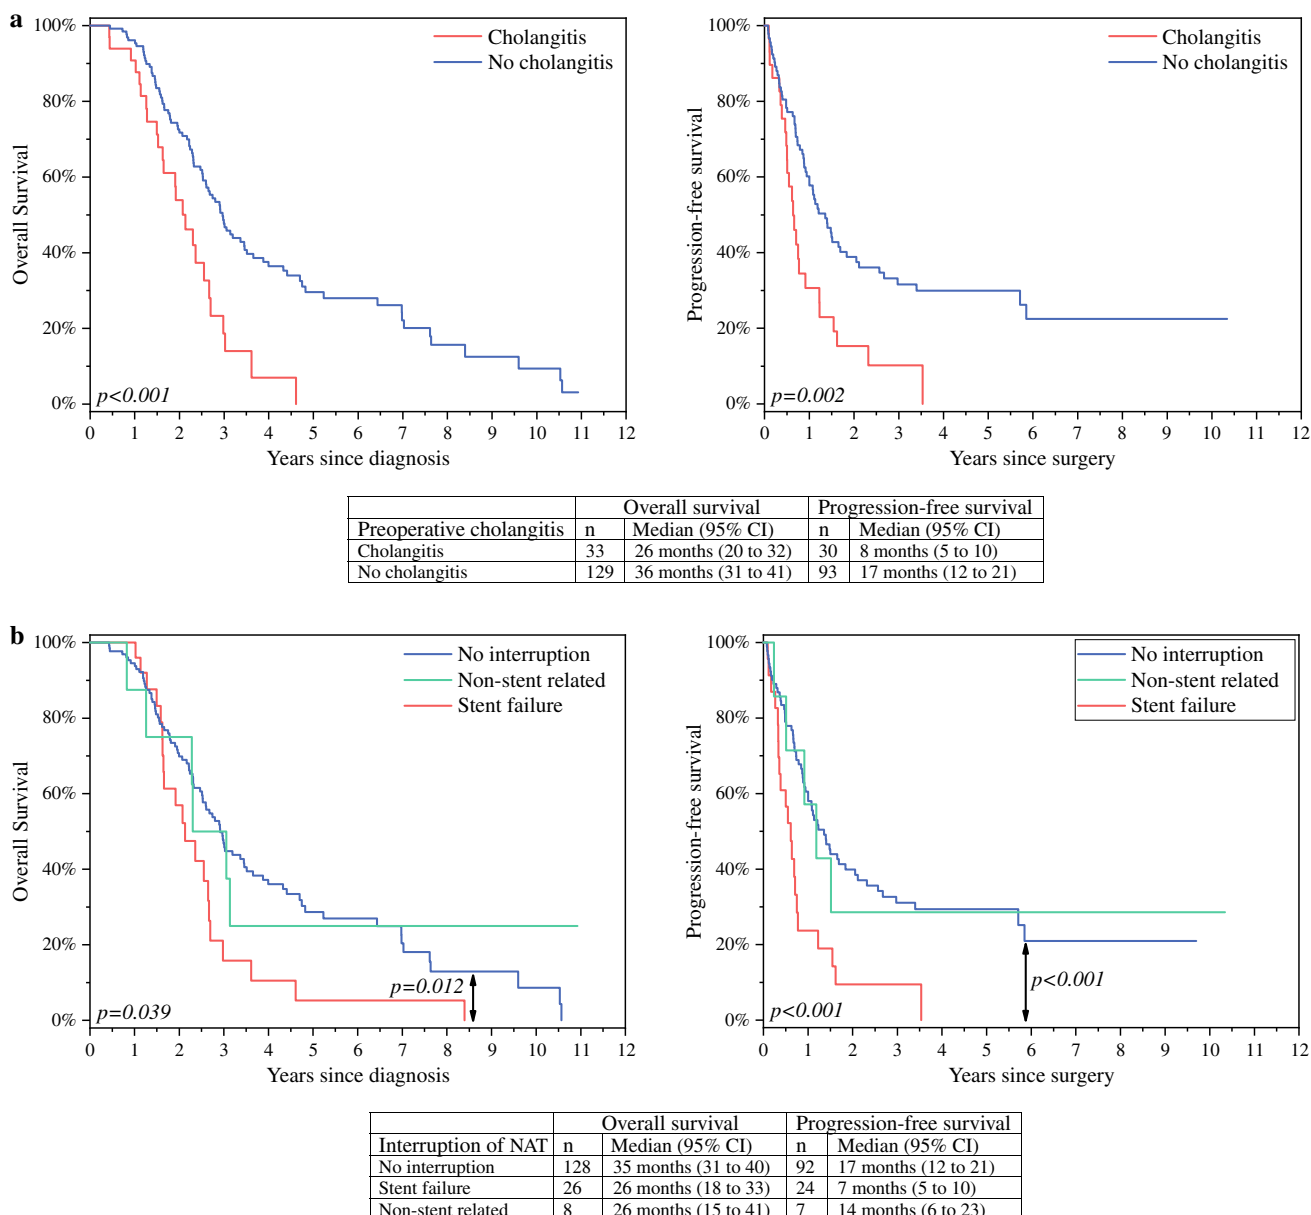 a
100%
80%
60%
40%
20%
0%
Overall Survival
Cholangitis
No cholangitis
p<0.001
0 1 2 3 4 5 6 7 8 9 10 11 12
Years since diagnosis
100%
80%
60%
40%
20%
0%
Progression-free survival
Cholangitis
No cholangitis
p=0.002
0 1 2 3 4 5 6 7 8 9 10 11 12
Years since surgery
Overall survival Progression-free survival
Preoperative cholangitis n Median (95% CI) n Median (95% CI)
Cholangitis 33 26 months (20 to 32) 30 8 months (5 to 10)
No cholangitis 129 36 months (31 to 41) 93 17 months (12 to 21)
b
100%
80%
60%
40%
20%
0%
Overall Survival
No interruption
Non-stent related
Stent failure
p=0.012
p=0.039
0 1 2 3 4 5 6 7 8 9 10 11 12
Years since diagnosis
100%
80%
60%
40%
20%
0%
Progression-free survival
No interruption
Non-stent related
Stent failure
p<0.001
p<0.001
0 1 2 3 4 5 6 7 8 9 10 11 12
Years since surgery
Overall survival Progression-free survival
Interruption of NAT n Median (95% CI) n Median (95% CI)
No interruption 128 35 months (31 to 40) 92 17 months (12 to 21)
Stent failure 26 26 months (18 to 33) 24 7 months (5 to 10)
Non-stent related 8 26 months (15 to 41) 7 14 months (6 to 23)